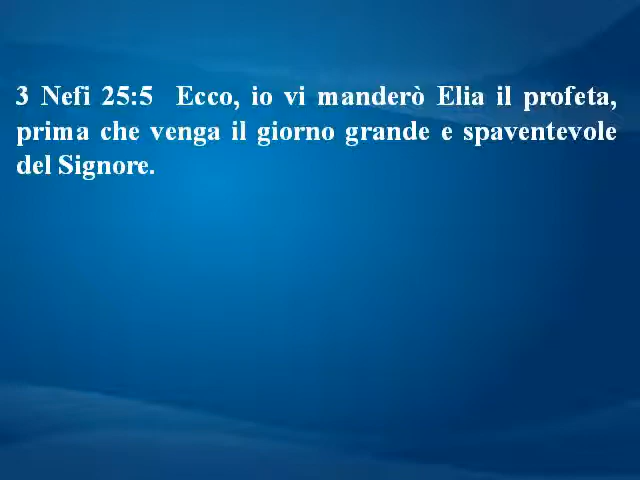 3 Nefi 25:5 Ecco, io vi manderò Elia il profeta,
prima che venga il giorno grande e spaventevole
del Signore.